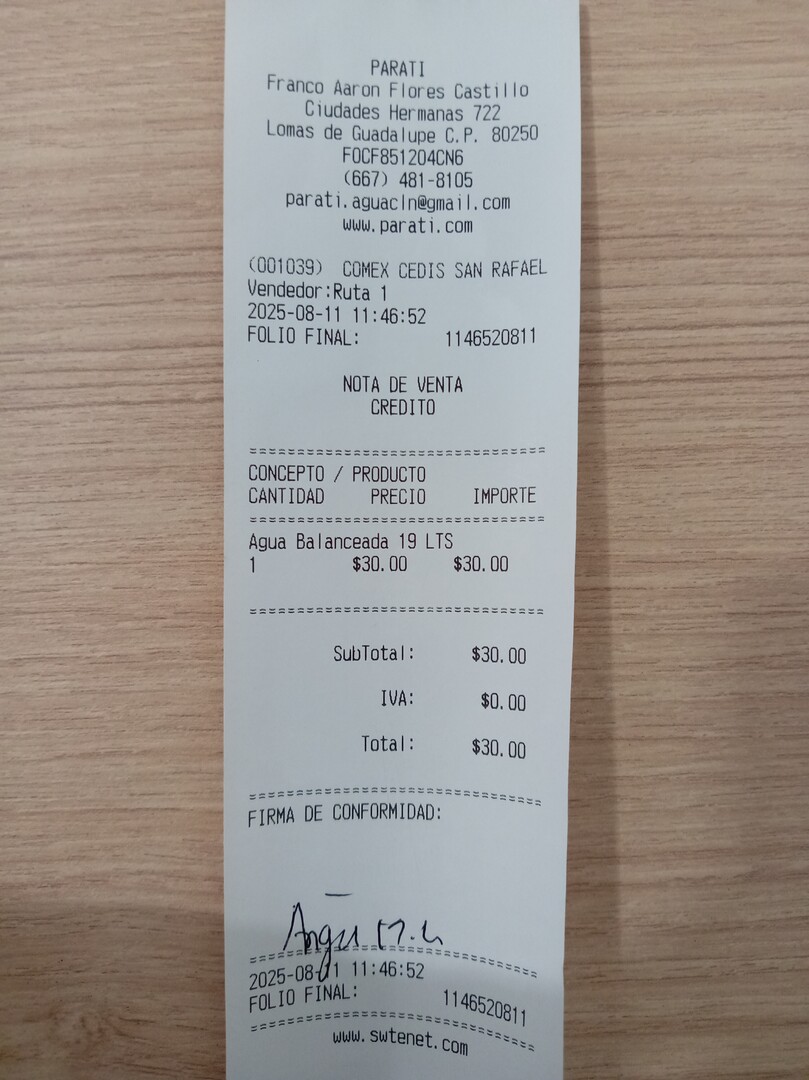 PARATI
Franco Aaron Flores Castillo
Ciudades Hermanas 722
Lomas de Guadalupe C.P. 80250
FOCF851204CN6
(667) 481-8105
parati.aguacln@gmail.com
www.parati.com
(001039) COMEX CEDIS SAN RAFAEL
Vendedor:Ruta 1
2025-08-11 11:46:52
FOLIO FINAL: 1146520811
NOTA DE VENTA
CREDITO
===============================
CONCEPTO / PRODUCTO
CANTIDAD PRECIO IMPORTE
===============================
Agua Balanceada 19 LTS
1 $30.00 $30.00
===============================
SubTotal: $30.00
IVA: $0.00
Total: $30.00
===============================
FIRMA DE CONFORMIDAD:
===============================
2025-08-11 11:46:52
FOLIO FINAL: 1146520811
===============================
www.swtenet.com